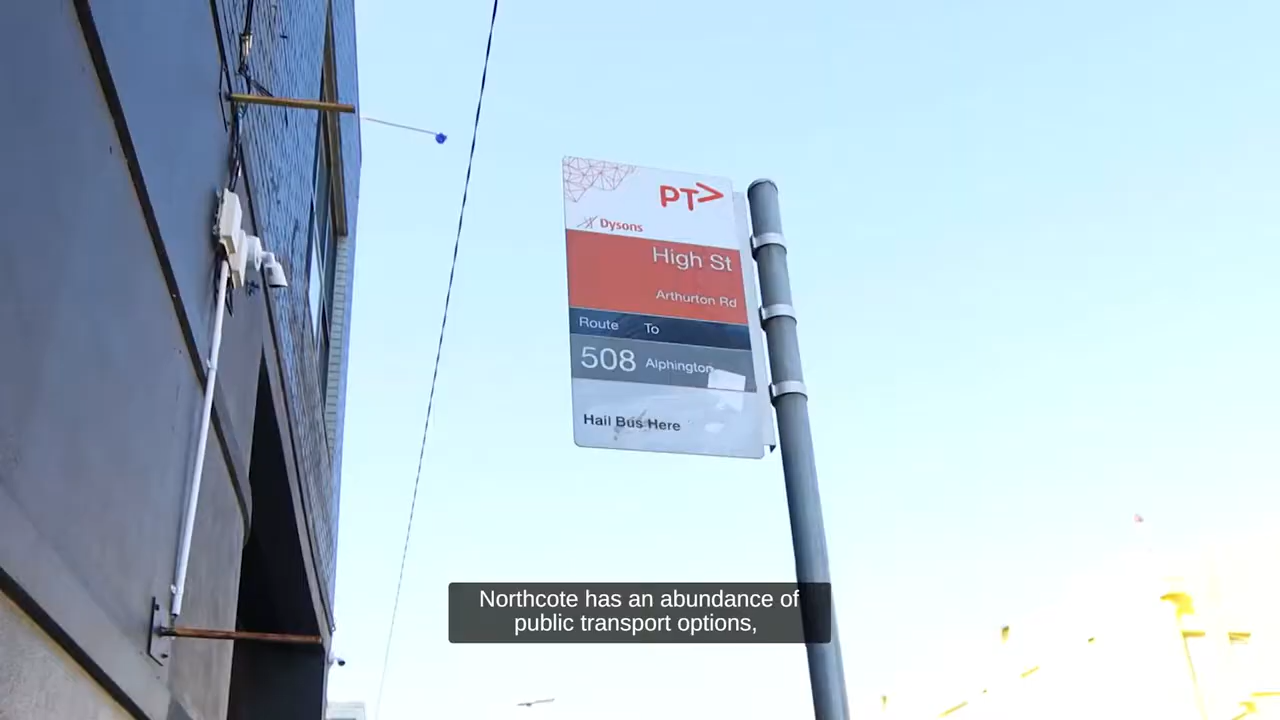 PT>
Dysons
High St
Arthurton Rd
Route To
508 Alphington
Hail Bus Here
Northcote has an abundance of
public transport options,